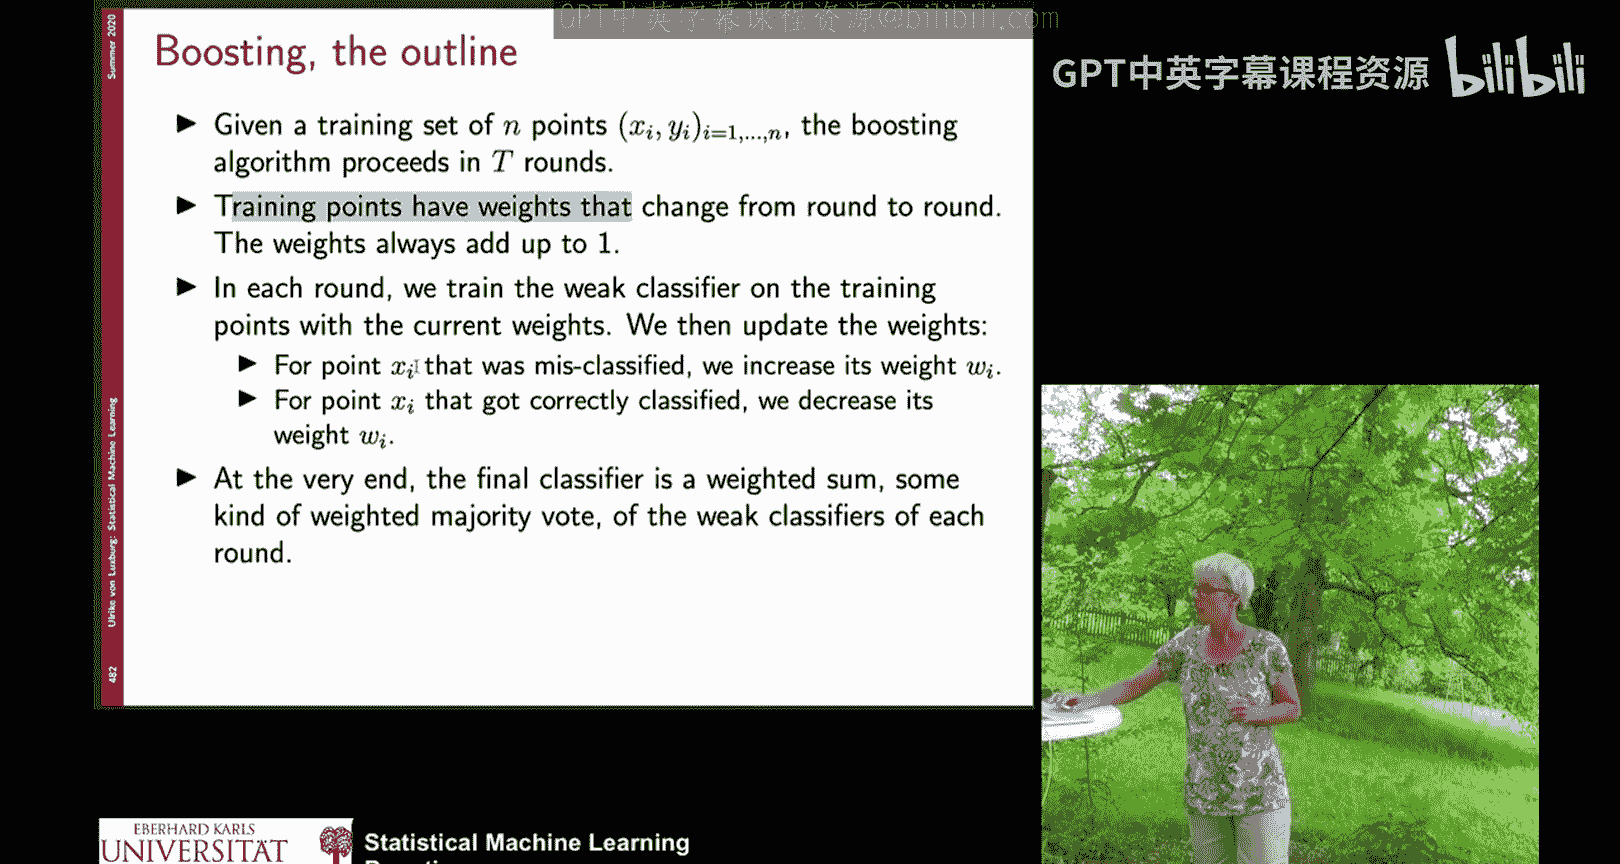 GPT中英字幕课程资源@bilibili.com
GPT中英字幕课程资源 bilibili
Summer 2020
Boosting, the outline
► Given a training set of n points (xᵢ, yᵢ)ᵢ₌₁,...,ₙ, the boosting
algorithm proceeds in T rounds.
► Training points have weights that change from round to round.
The weights always add up to 1.
► In each round, we train the weak classifier on the training
points with the current weights. We then update the weights:
► For point xᵢ that was mis-classified, we increase its weight wᵢ.
► For point xᵢ that got correctly classified, we decrease its
weight wᵢ.
► At the very end, the final classifier is a weighted sum, some
kind of weighted majority vote, of the weak classifiers of each
round.
Ulrike von Luxburg: Statistical Machine Learning
482
EBERHARD KARLS
UNIVERSITÄT
Statistical Machine Learning